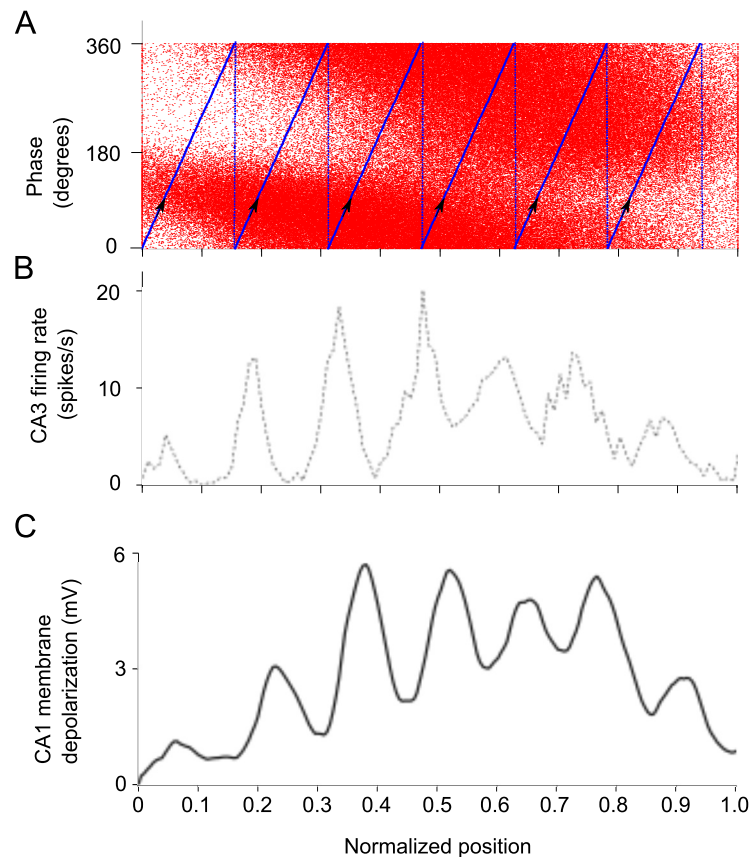 A
360
180
0
Phase
(degrees)
B
20
10
0
CA3 firing rate
(spikes/s)
C
6
3
0
CA1 membrane
depolarization (mV)
0 0.1 0.2 0.3 0.4 0.5 0.6 0.7 0.8 0.9 1.0
Normalized position